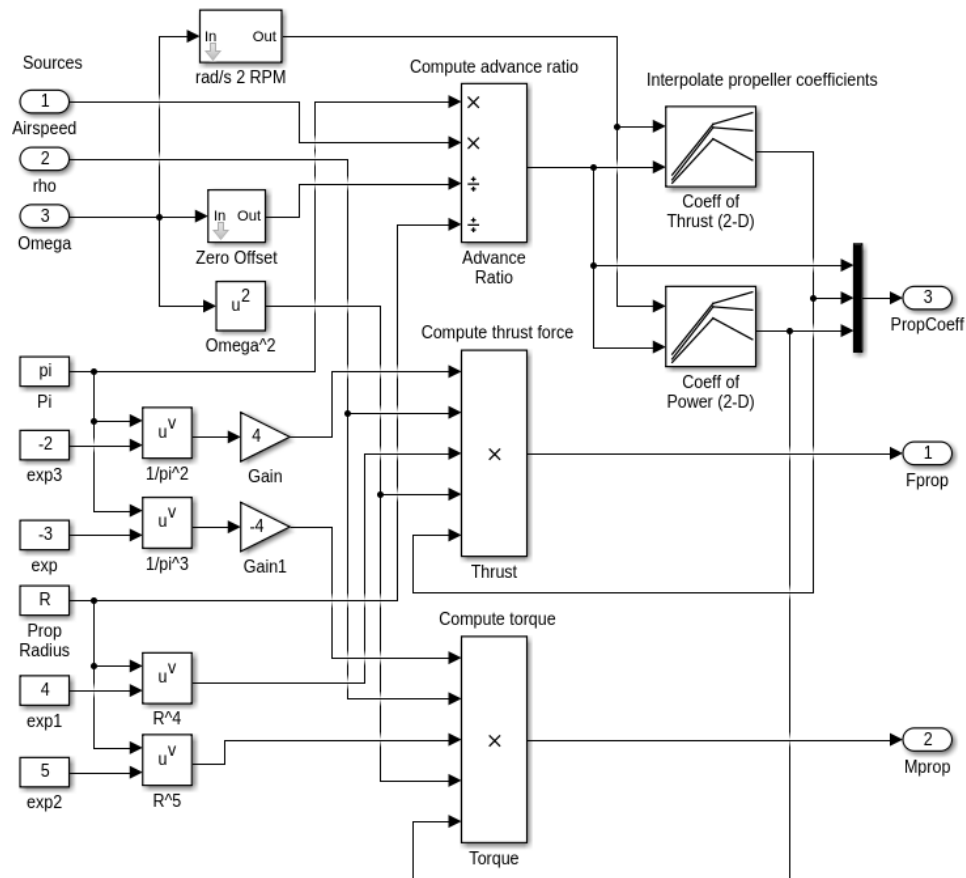 In Out
rad/s 2 RPM
Sources
1
Airspeed
2
rho
3
Omega
In Out
Zero Offset
u2
Omega^2
Compute advance ratio
×
×
÷
÷
Advance
Ratio
Interpolate propeller coefficients
Coeff of
Thrust (2-D)
Coeff of
Power (2-D)
3
PropCoeff
pi
Pi
-2
exp3
uv
1/pi^2
4
Gain
-3
exp
uv
1/pi^3
-4
Gain1
Compute thrust force
×
Thrust
1
Fprop
R
Prop
Radius
4
exp1
uv
R^4
5
exp2
uv
R^5
Compute torque
×
Torque
2
Mprop